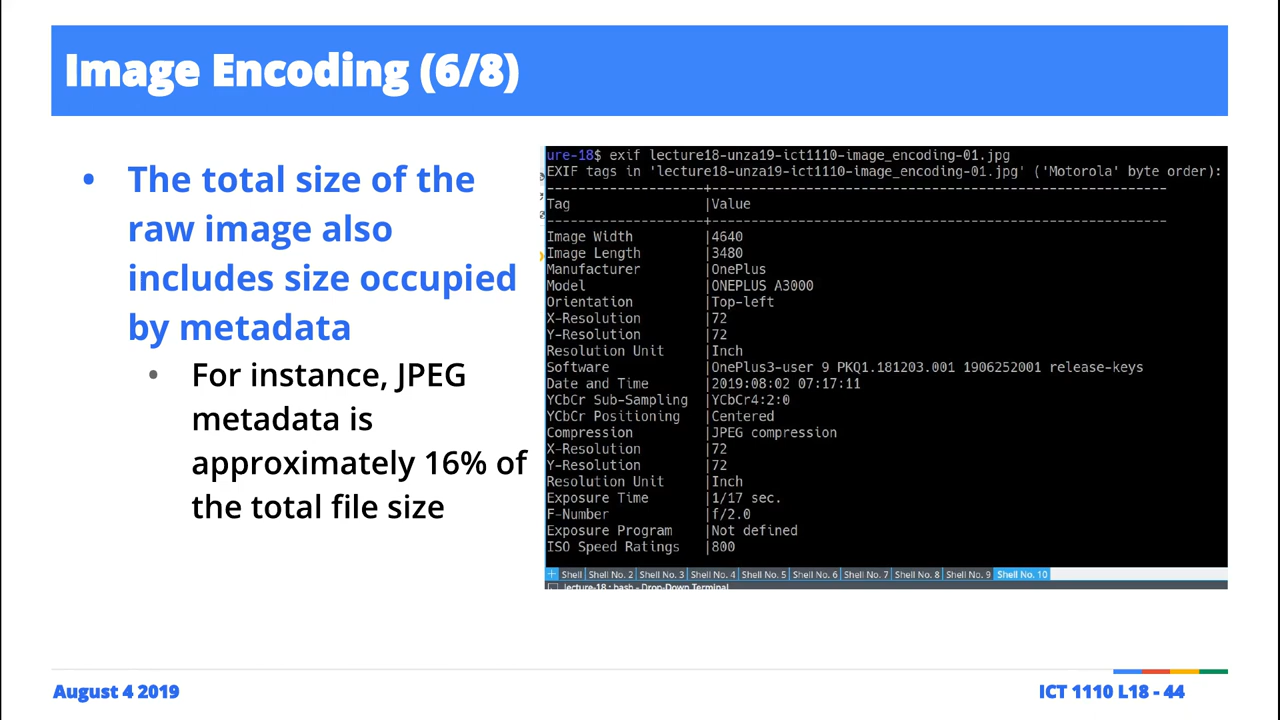 Image Encoding (6/8)
• The total size of the
raw image also
includes size occupied
by metadata
• For instance, JPEG
metadata is
approximately 16% of
the total file size
ure-18$ exif lecture18-unza19-ict1110-image_encoding-01.jpg
EXIF tags in 'lecture18-unza19-ict1110-image_encoding-01.jpg' ('Motorola' byte order):
--------------------+----------------------------------------------------------
Tag |Value
--------------------+----------------------------------------------------------
Image Width |4640
Image Length |3480
Manufacturer |OnePlus
Model |ONEPLUS A3000
Orientation |Top-left
X-Resolution |72
Y-Resolution |72
Resolution Unit |Inch
Software |OnePlus3-user 9 PKQ1.181203.001 1906252001 release-keys
Date and Time |2019:08:02 07:17:11
YCbCr Sub-Sampling |YCbCr4:2:0
YCbCr Positioning |Centered
Compression |JPEG compression
X-Resolution |72
Y-Resolution |72
Resolution Unit |Inch
Exposure Time |1/17 sec.
F-Number |f/2.0
Exposure Program |Not defined
ISO Speed Ratings |800
Shell Shell No. 2 Shell No. 3 Shell No. 4 Shell No. 5 Shell No. 6 Shell No. 7 Shell No. 8 Shell No. 9 Shell No. 10
lecture-18 : bash - Drop-Down Terminal
August 4 2019
ICT 1110 L18 - 44